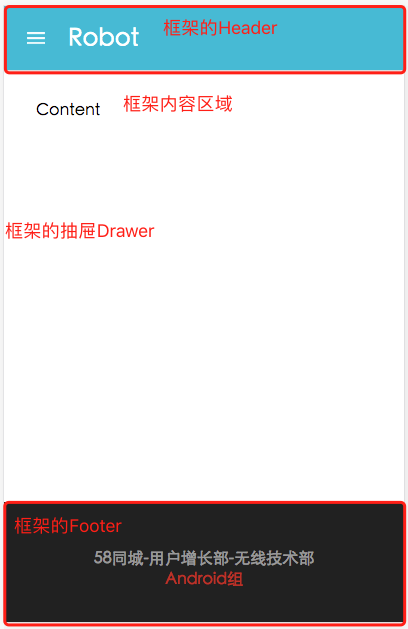 Robot 框架的Header
Content 框架内容区域
框架的抽屉Drawer
框架的Footer
58同城-用户增长部-无线技术部
Android组